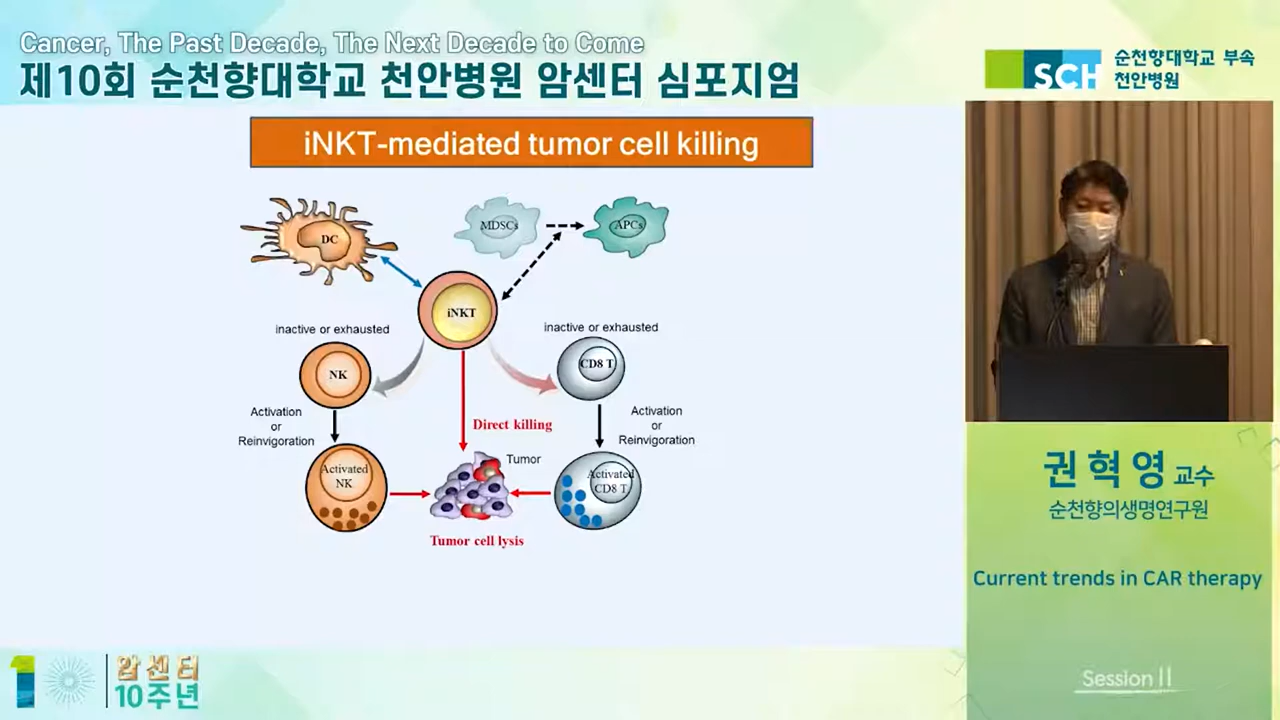 Cancer, The Past Decade, The Next Decade to Come
제10회 순천향대학교 천안병원 암센터 심포지엄
SCH
순천향대학교 부속
천안병원
iNKT-mediated tumor cell killing
DC
MDSCs
APCs
iNKT
inactive or exhausted
inactive or exhausted
NK
CD8 T
Activation
or
Reinvigoration
Direct killing
Activation
or
Reinvigoration
Activated
NK
Tumor
Activated
CD8 T
Tumor cell lysis
권혁영 교수
순천향의생명연구원
Current trends in CAR therapy
Session II
10
암센터
10주년